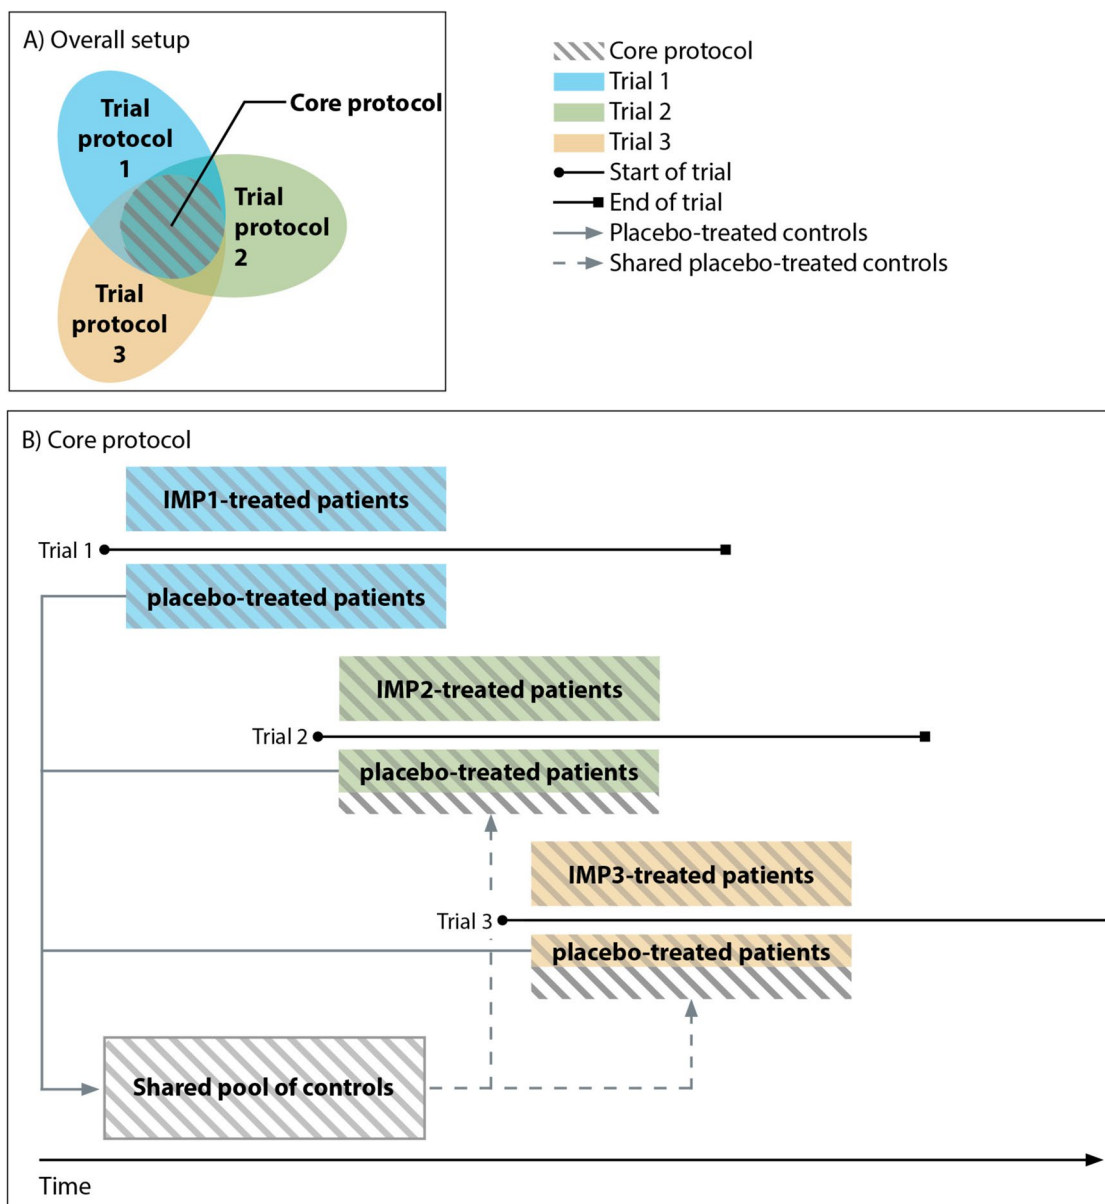 A) Overall setup
Trial
protocol
1
Core protocol
Trial
protocol
2
Trial
protocol
3
Core protocol
Trial 1
Trial 2
Trial 3
Start of trial
End of trial
Placebo-treated controls
Shared placebo-treated controls
B) Core protocol
IMP1-treated patients
Trial 1
placebo-treated patients
IMP2-treated patients
Trial 2
placebo-treated patients
IMP3-treated patients
Trial 3
placebo-treated patients
Shared pool of controls
Time